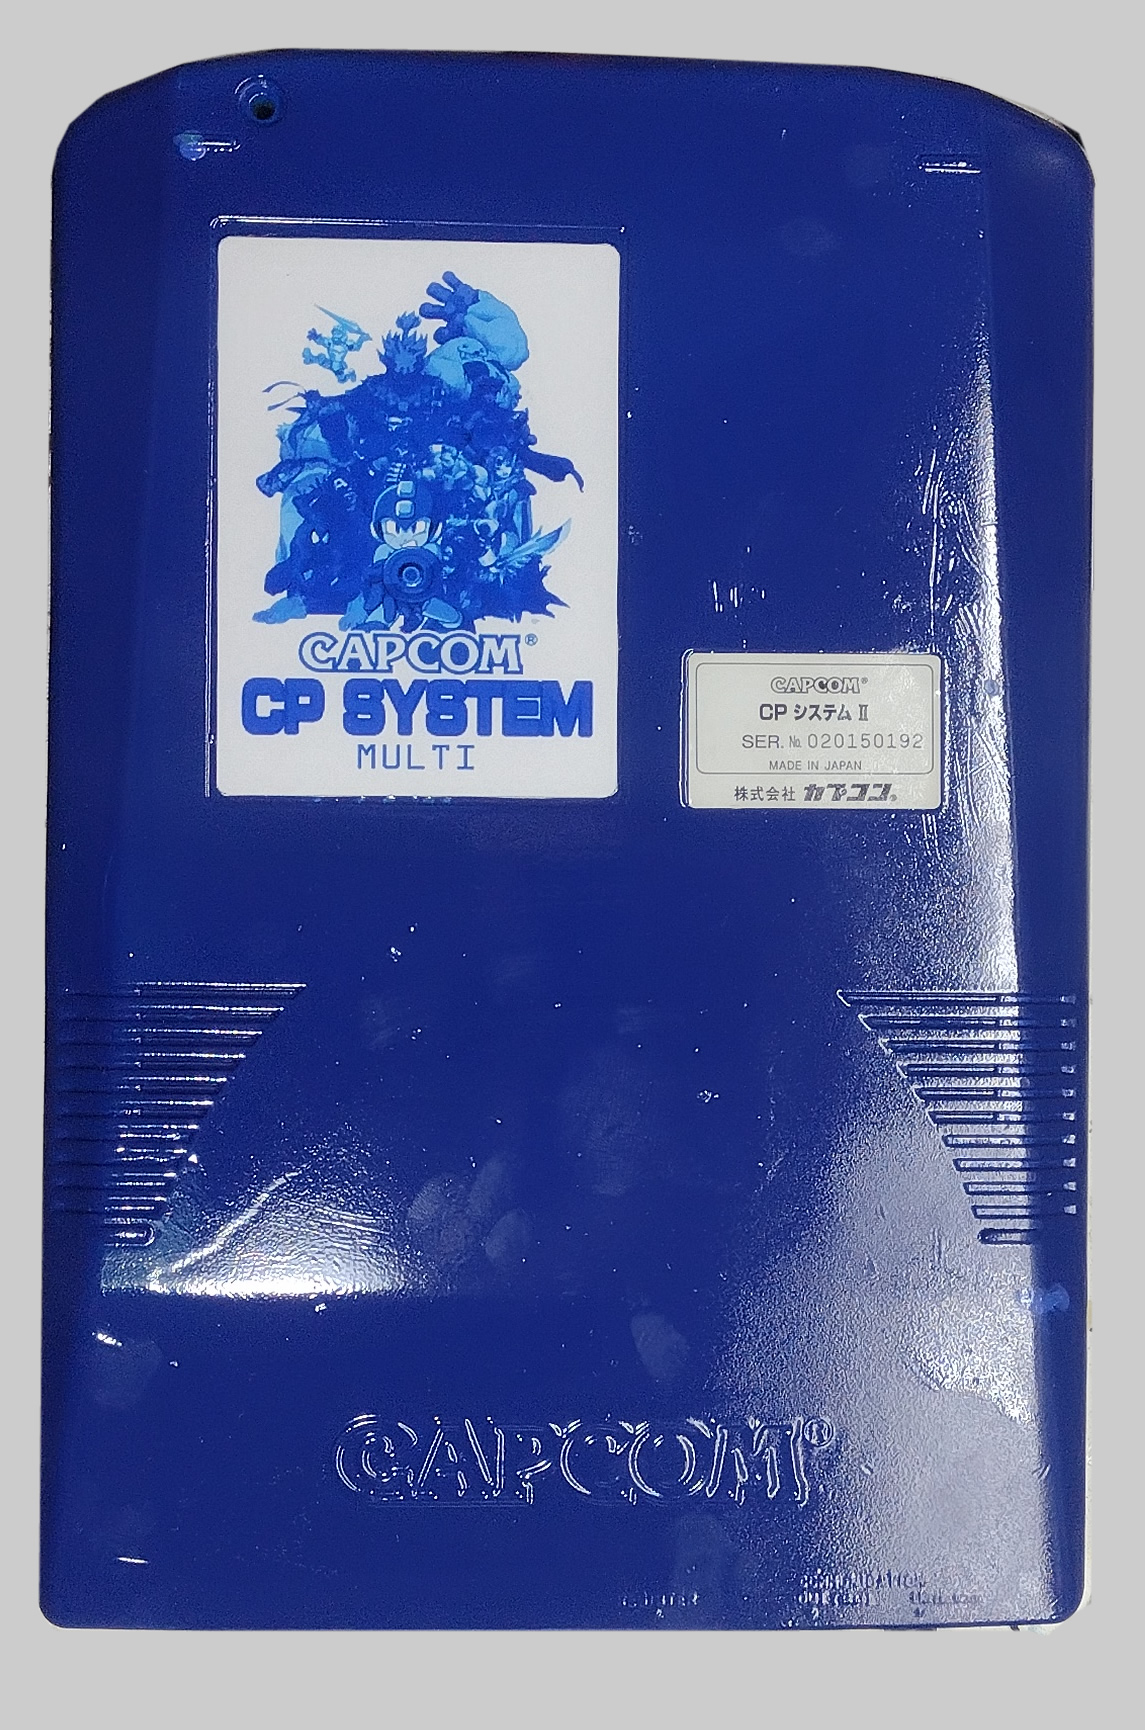 CAPCOM®
CP SYSTEM
MULTI
CAPCOM®
CP システム II
SER. № 020150192
MADE IN JAPAN
株式会社 カプコン®
CAPCOM®